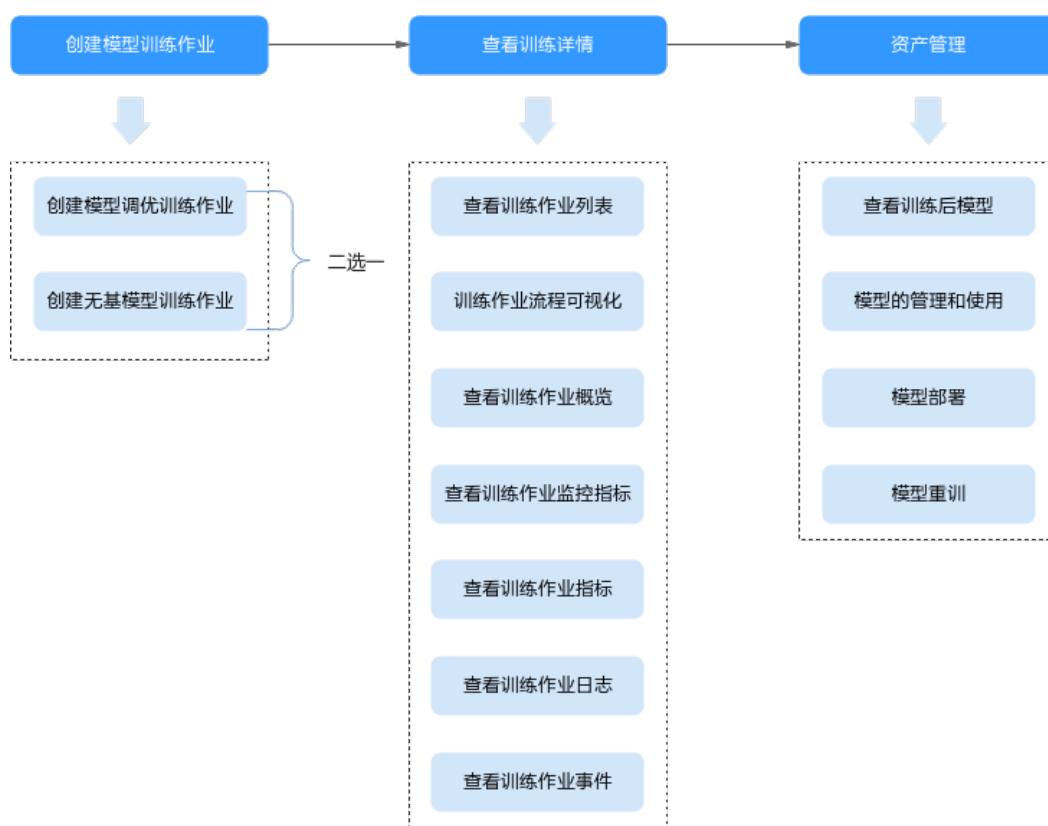 创建模型训练作业
查看训练详情
资产管理
创建模型调优训练作业
创建无基模型训练作业
二选一
查看训练作业列表
训练作业流程可视化
查看训练作业概览
查看训练作业监控指标
查看训练作业指标
查看训练作业日志
查看训练作业事件
查看训练后模型
模型的管理和使用
模型部署
模型重训